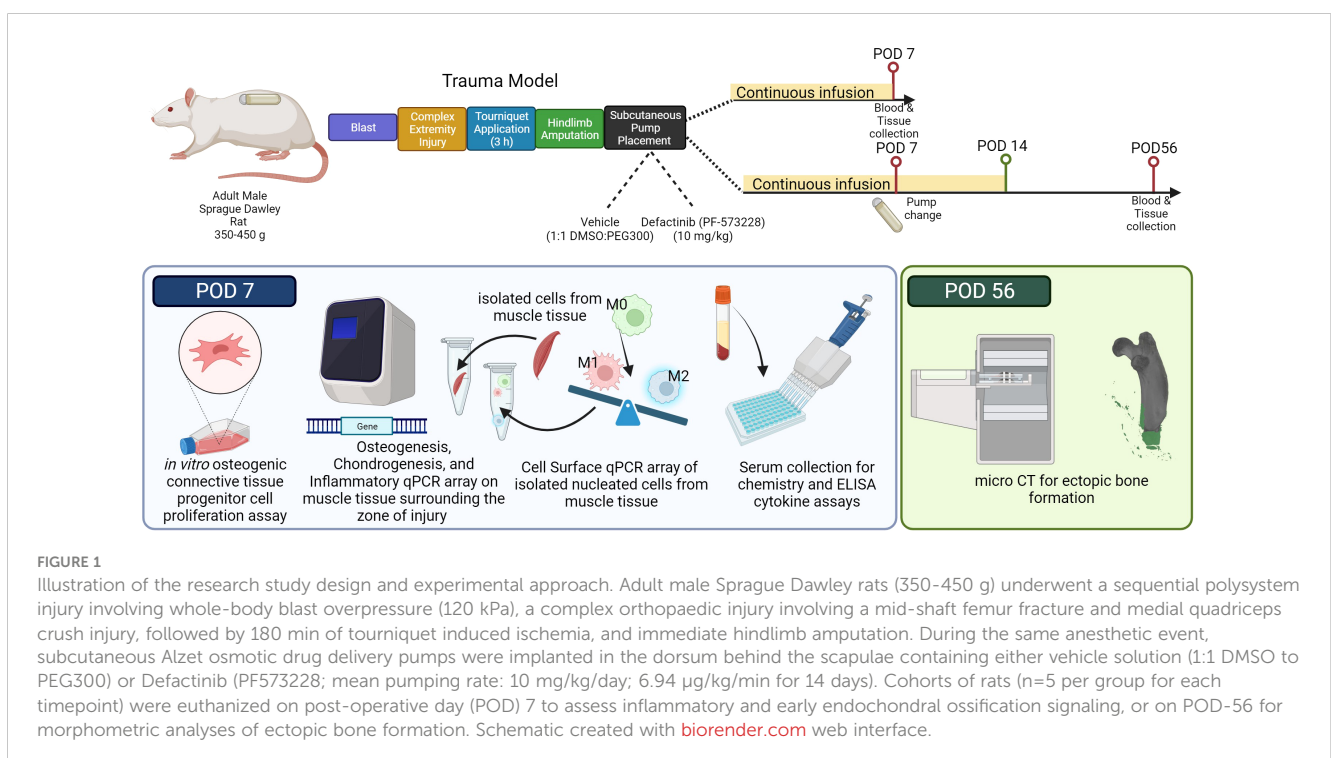 Trauma Model
Blast
Complex
Extremity
Injury
Tourniquet
Application
(3 h)
Hindlimb
Amputation
Subcutaneous
Pump
Placement
Adult Male
Sprague Dawley
Rat
350-450 g
Vehicle
(1:1 DMSO:PEG300)
Defactinib (PF-573228)
(10 mg/kg)
POD 7
Continuous infusion
Blood &
Tissue
collection
POD 7
POD 14
POD56
Continuous infusion
Pump
change
Blood &
Tissue
collection
POD 7
in vitro osteogenic
connective tissue
progenitor cell
proliferation assay
Gene
Osteogenesis,
Chondrogenesis, and
Inflammatory qPCR array on
muscle tissue surrounding the
zone of injury
isolated cells from
muscle tissue
M0
M1
M2
Cell Surface qPCR array of
isolated nucleated cells from
muscle tissue
Serum collection for
chemistry and ELISA
cytokine assays
POD 56
micro CT for ectopic bone
formation
FIGURE 1
Illustration of the research study design and experimental approach. Adult male Sprague Dawley rats (350-450 g) underwent a sequential polysystem
injury involving whole-body blast overpressure (120 kPa), a complex orthopaedic injury involving a mid-shaft femur fracture and medial quadriceps
crush injury, followed by 180 min of tourniquet induced ischemia, and immediate hindlimb amputation. During the same anesthetic event,
subcutaneous Alzet osmotic drug delivery pumps were implanted in the dorsum behind the scapulae containing either vehicle solution (1:1 DMSO to
PEG300) or Defactinib (PF573228; mean pumping rate: 10 mg/kg/day; 6.94 µg/kg/min for 14 days). Cohorts of rats (n=5 per group for each
timepoint) were euthanized on post-operative day (POD) 7 to assess inflammatory and early endochondral ossification signaling, or on POD-56 for
morphometric analyses of ectopic bone formation. Schematic created with biorender.com web interface.